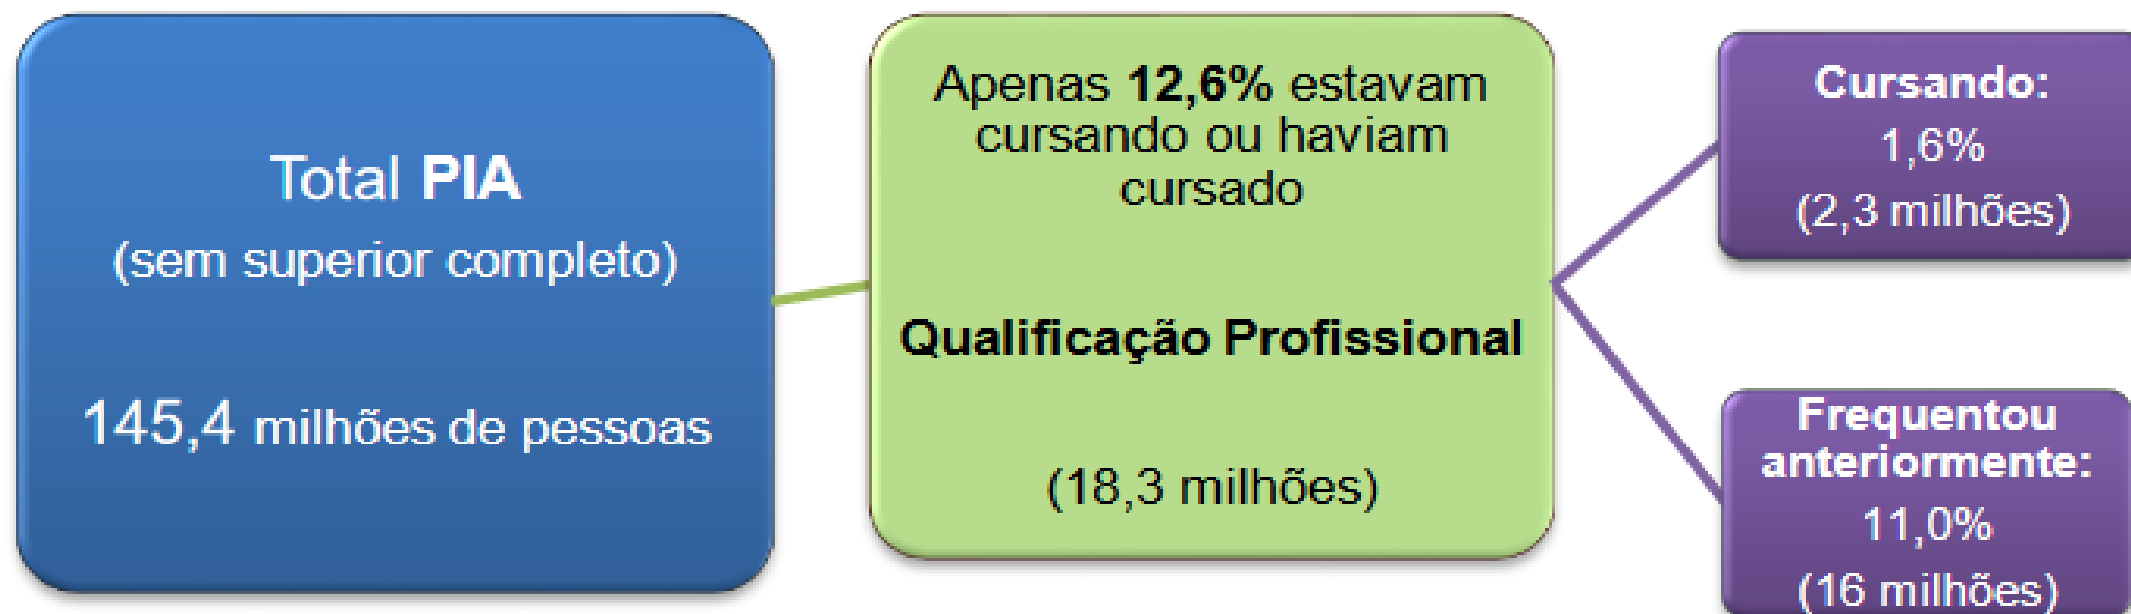 Total PIA
(sem superior completo)
145,4 milhões de pessoas
Apenas 12,6% estavam
cursando ou haviam
cursado
Qualificação Profissional
(18,3 milhões)
Cursando:
1,6%
(2,3 milhões)
Frequentou
anteriormente:
11,0%
(16 milhões)